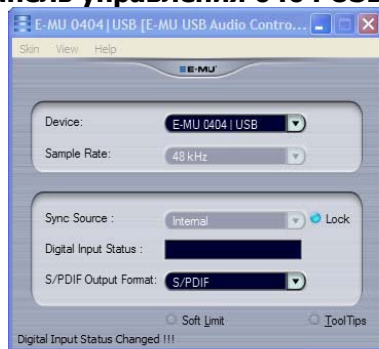 анель управления 0404 USB
E-MU 0404 | USB [E-MU USB Audio Contro...
Skin View Help
E-MU
Device: E-MU 0404 | USB
Sample Rate: 48 kHz
Sync Source : Internal Lock
Digital Input Status :
S/PDIF Output Format: S/PDIF
Soft Limit ToolTips
Digital Input Status Changed !!!